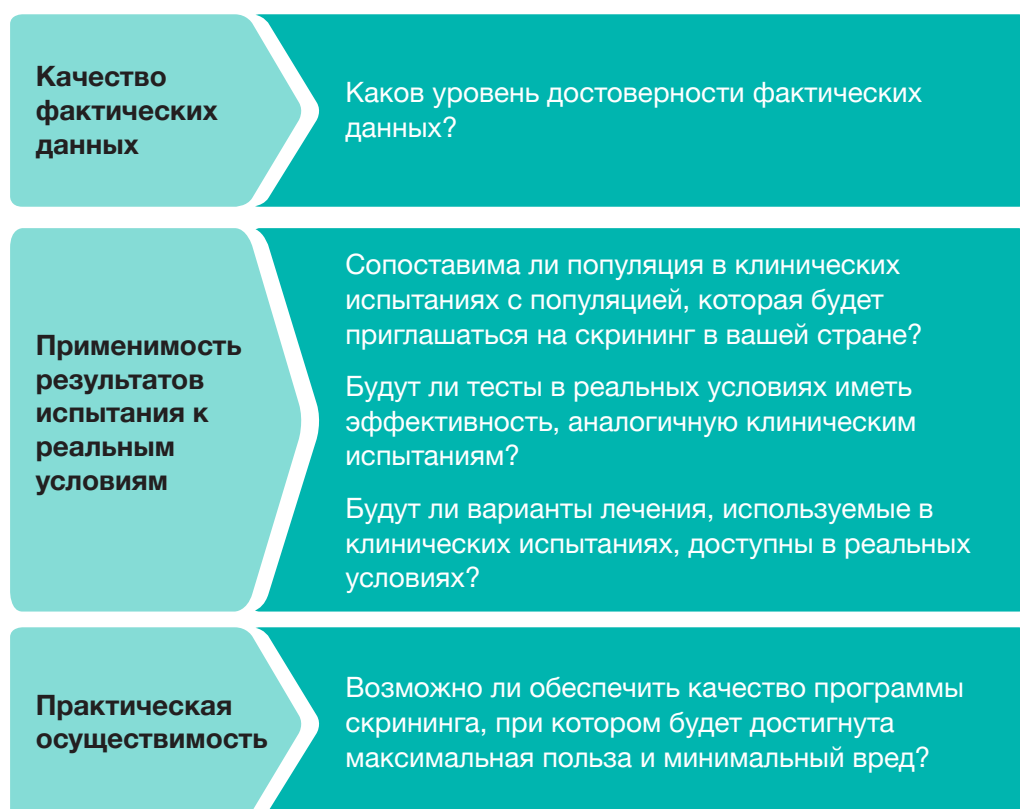 Качество
фактических
данных
Каков уровень достоверности фактических
данных?
Применимость
результатов
испытания к
реальным
условиям
Сопоставима ли популяция в клинических
испытаниях с популяцией, которая будет
приглашаться на скрининг в вашей стране?
Будут ли тесты в реальных условиях иметь
эффективность, аналогичную клиническим
испытаниям?
Будут ли варианты лечения, используемые в
клинических испытаниях, доступны в реальных
условиях?
Практическая
осуществимость
Возможно ли обеспечить качество программы
скрининга, при котором будет достигнута
максимальная польза и минимальный вред?